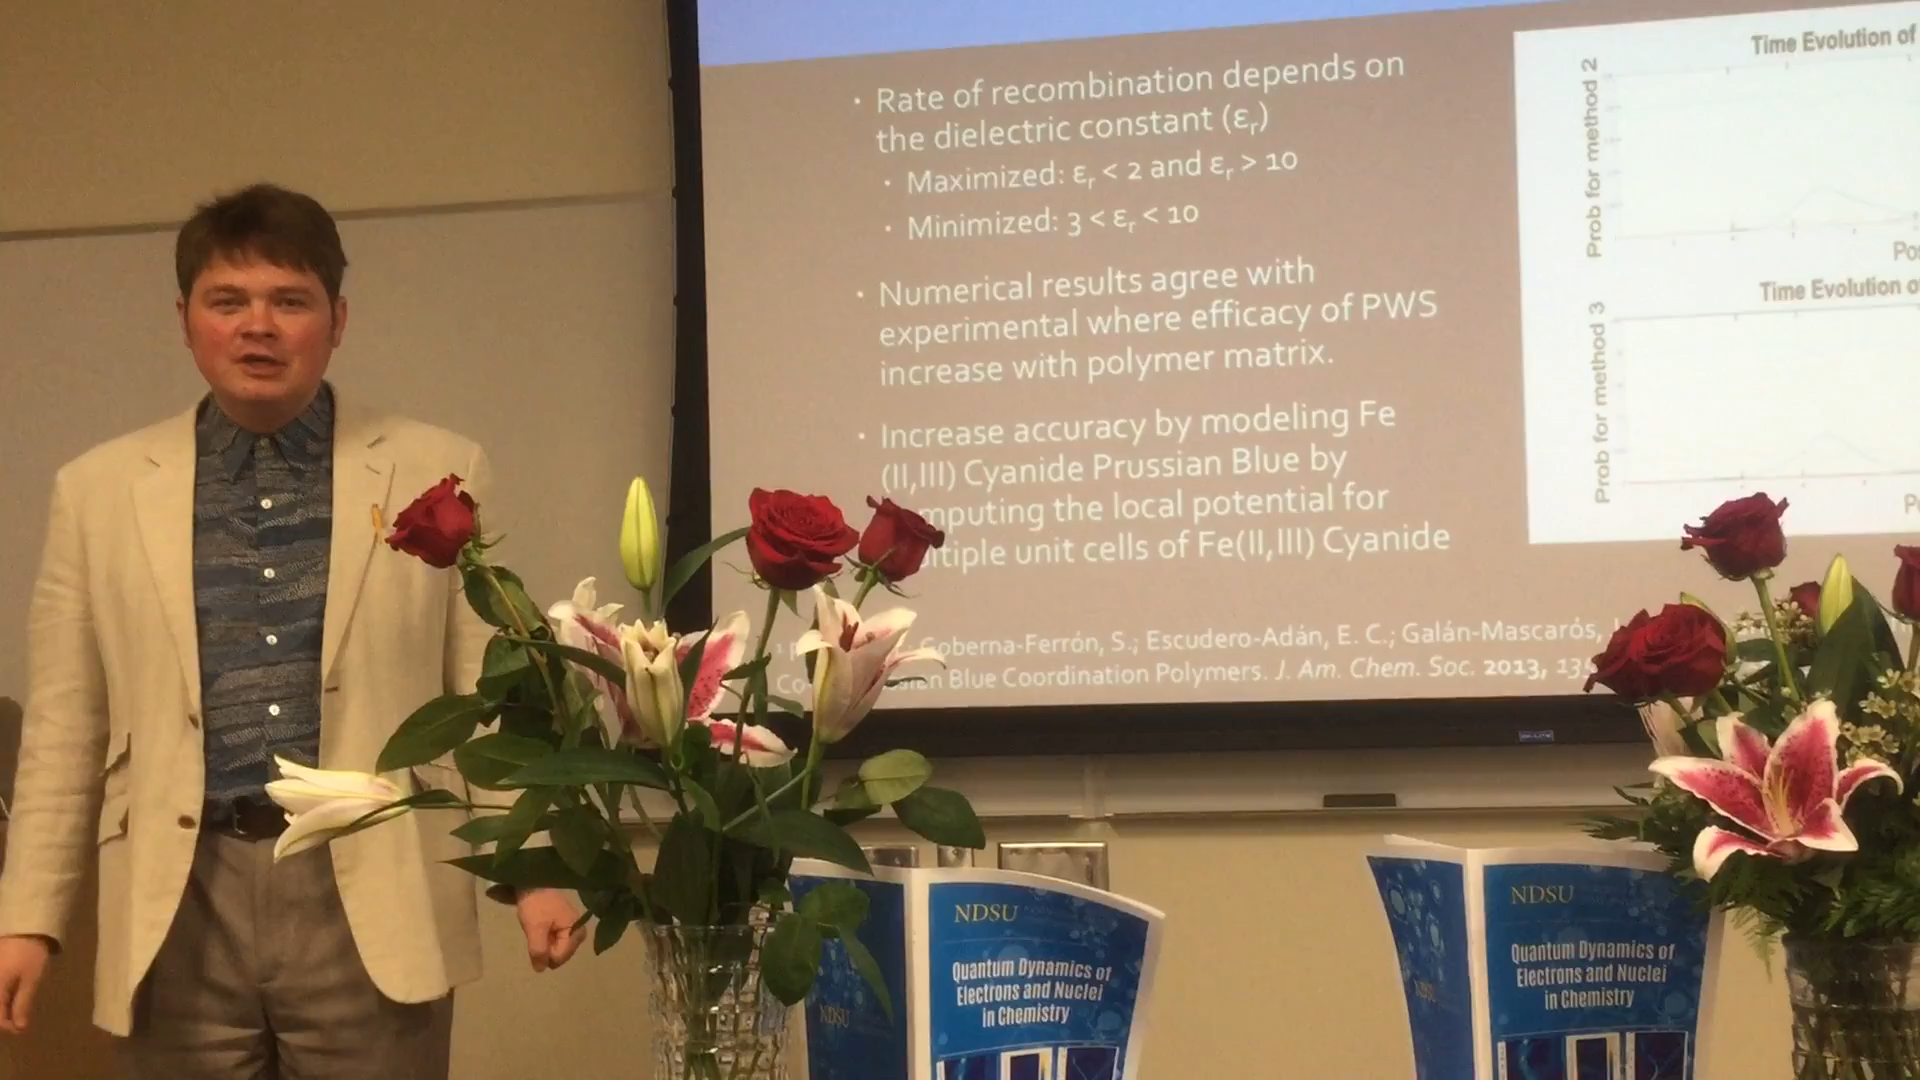 Rate of recombination depends on
the dielectric constant (εr)
Maximized: εr < 2 and εr > 10
Minimized: 3 < εr < 10
Numerical results agree with
experimental where efficacy of PWS
increase with polymer matrix.
Increase accuracy by modeling Fe
(II,III) Cyanide Prussian Blue by
mputing the local potential for
tiple unit cells of Fe(II,III) Cyanide
Goberna-Ferrón, S.; Escudero-Adán, E. C.; Galán-Mascarós,
Blue Coordination Polymers. J. Am. Chem. Soc. 2013,
Time Evolution of
Prob for method 2
Time Evolution of
Prob for method 3
NDSU
Quantum Dynamics of
Electrons and Nuclei
in Chemistry
NDSU
NDSU
Quantum Dynamics of
Electrons and Nuclei
in Chemistry